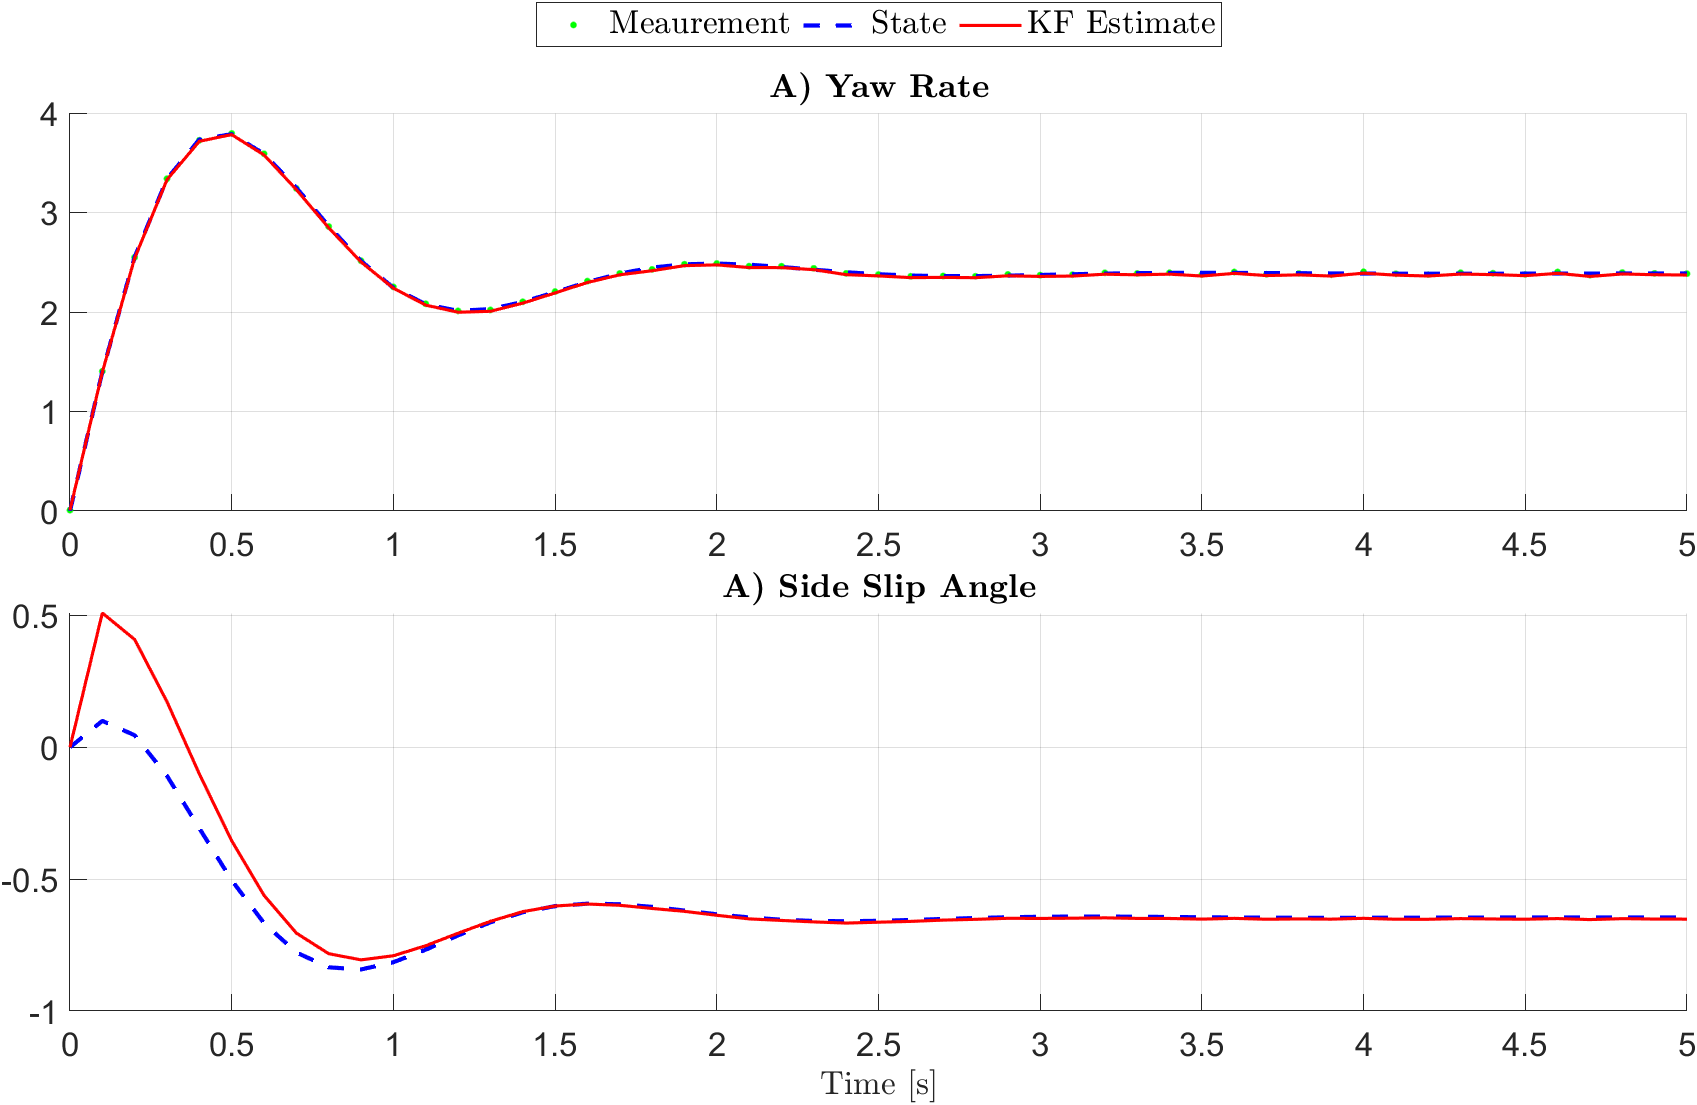 Meaurement State KF Estimate
A) Yaw Rate
4
3
2
1
0
0 0.5 1 1.5 2 2.5 3 3.5 4 4.5 5
A) Side Slip Angle
0.5
0
-0.5
-1
0 0.5 1 1.5 2 2.5 3 3.5 4 4.5 5
Time [s]